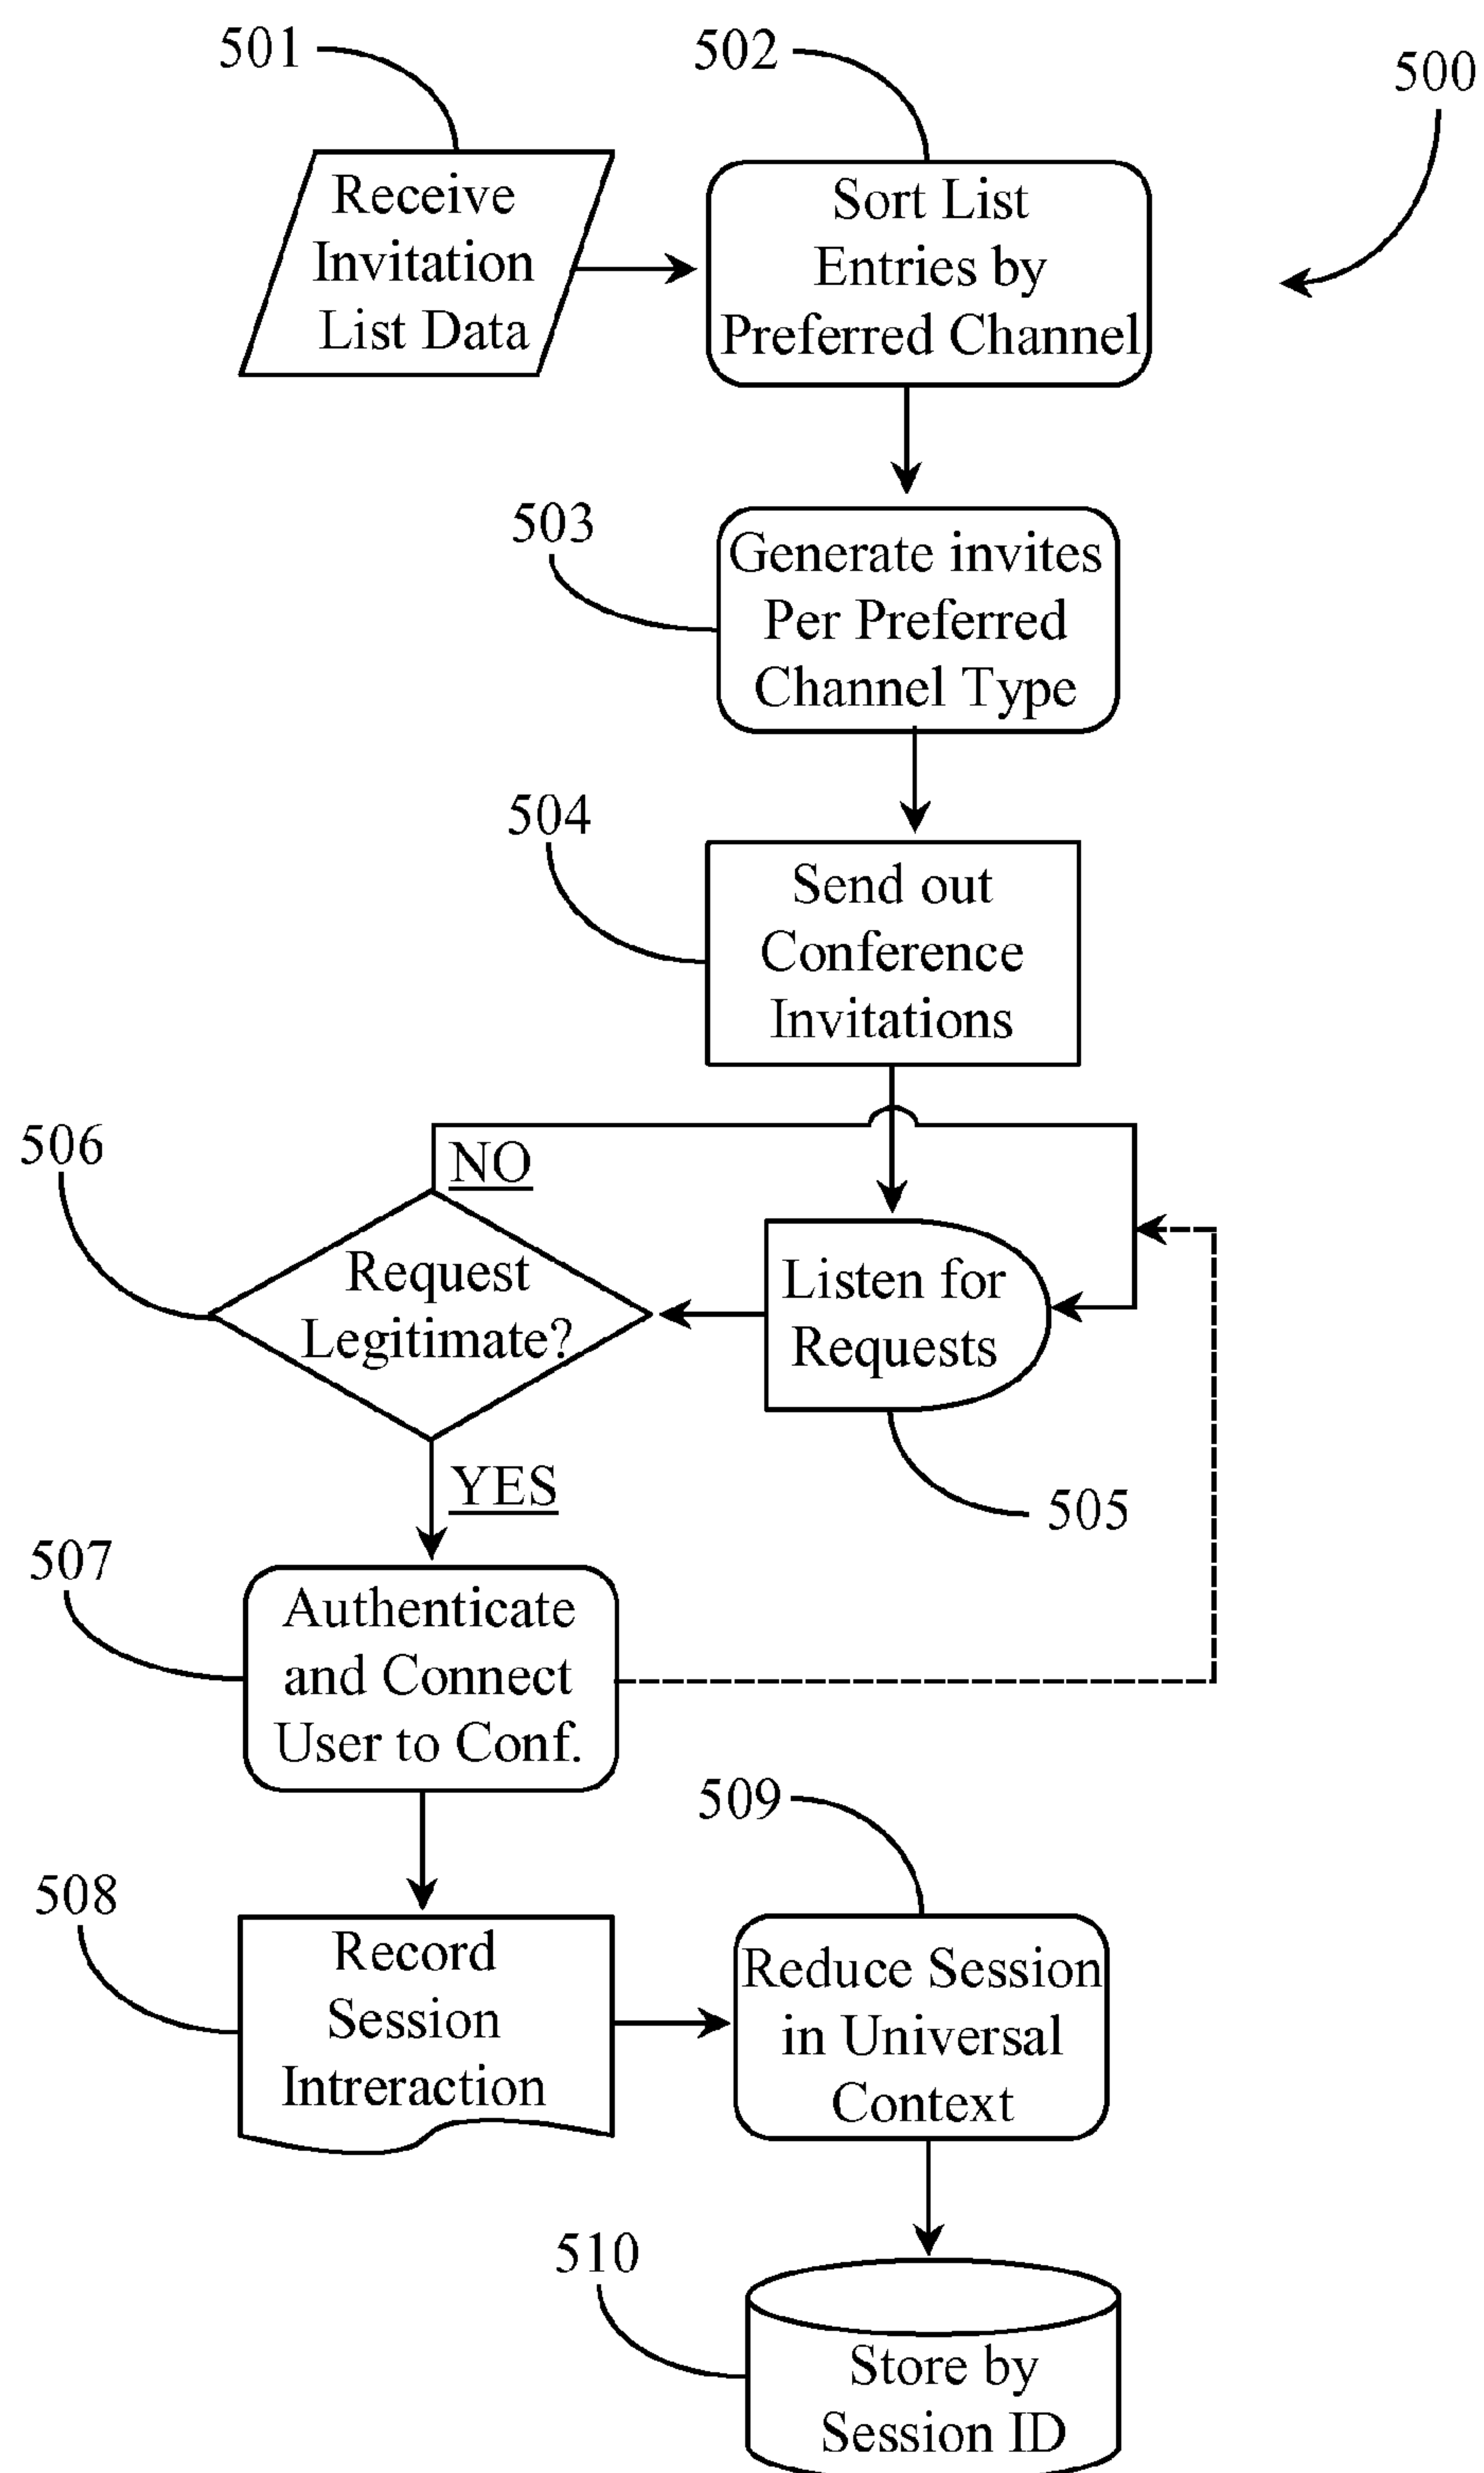 501
502
500
Receive
Invitation
List Data
Sort List
Entries by
Preferred Channel
503
Generate invites
Per Preferred
Channel Type
504
Send out
Conference
Invitations
506
NO
Request
Legitimate?
Listen for
Requests
YES
505
507
Authenticate
and Connect
User to Conf.
509
508
Record
Session
Intreraction
Reduce Session
in Universal
Context
510
Store by
Session ID